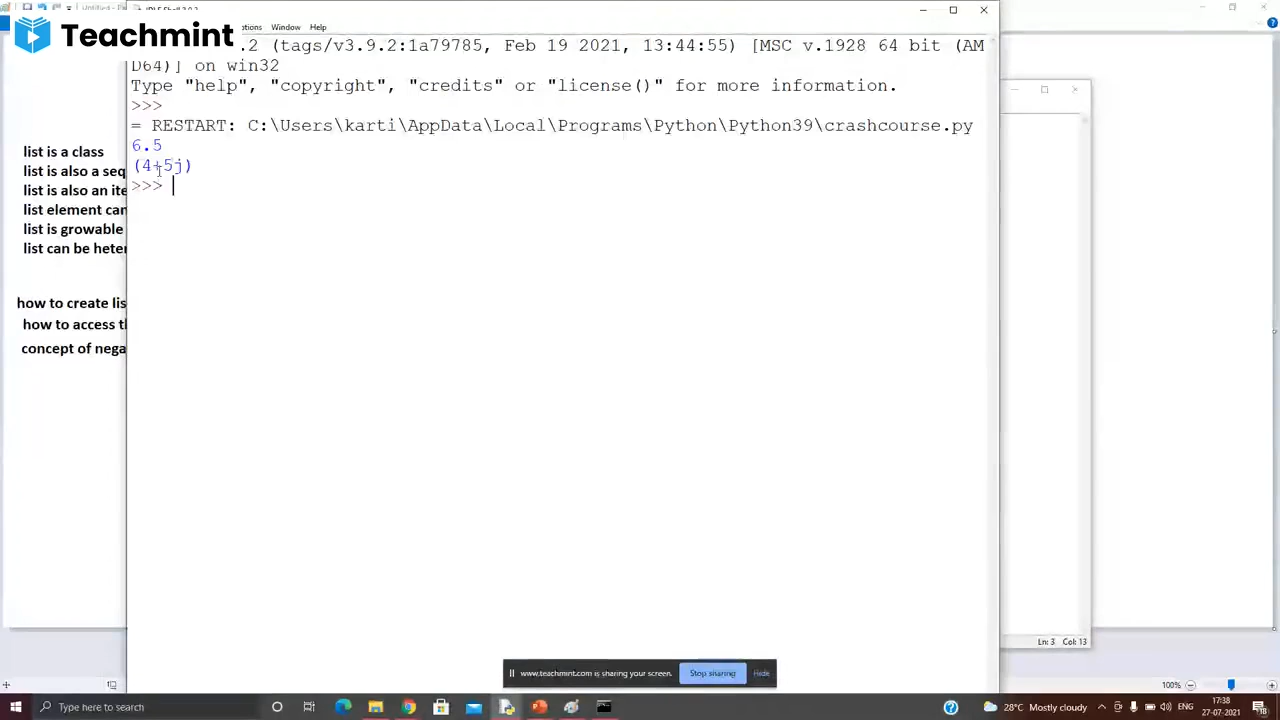 Teachmint
Window Help
.2 (tags/v3.9.2:1a79785, Feb 19 2021, 13:44:55) [MSC v.1928 64 bit (AM
D64)] on win32
Type "help", "copyright", "credits" or "license()" for more information.
>>>
= RESTART: C:\Users\karti\AppData\Local\Programs\Python\Python39\crashcourse.py
6.5
(4+5j)
>>>
list is a class
list is also a seq
list is also an ite
list element can
list is growable
list can be heter
how to create lis
how to access th
concept of nega
Ln: 3 Col: 13
www.teachmint.com is sharing your screen. Stop sharing Hide
100%
Type here to search
28°C Mostly cloudy
ENG
17:38
27-07-2021